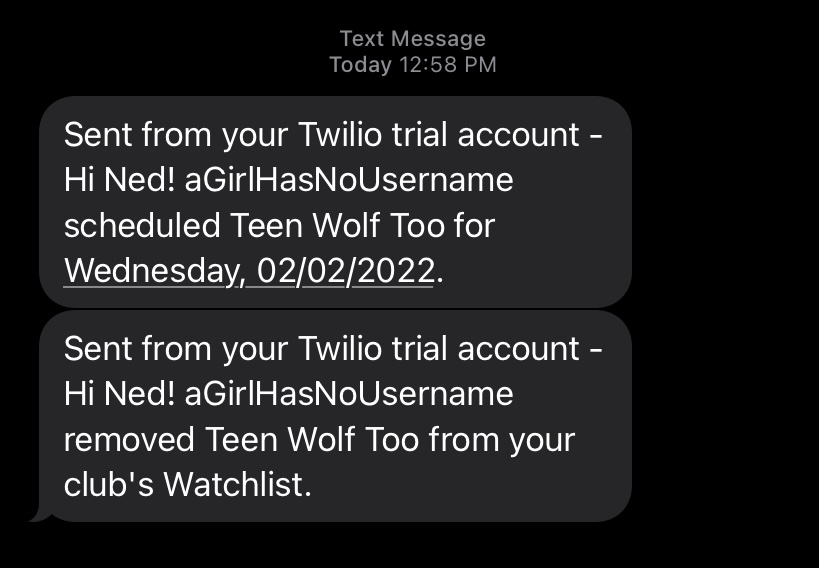 Text Message
Today 12:58 PM
Sent from your Twilio trial account -
Hi Ned! aGirlHasNoUsername
scheduled Teen Wolf Too for
Wednesday, 02/02/2022.
Sent from your Twilio trial account -
Hi Ned! aGirlHasNoUsername
removed Teen Wolf Too from your
club's Watchlist.